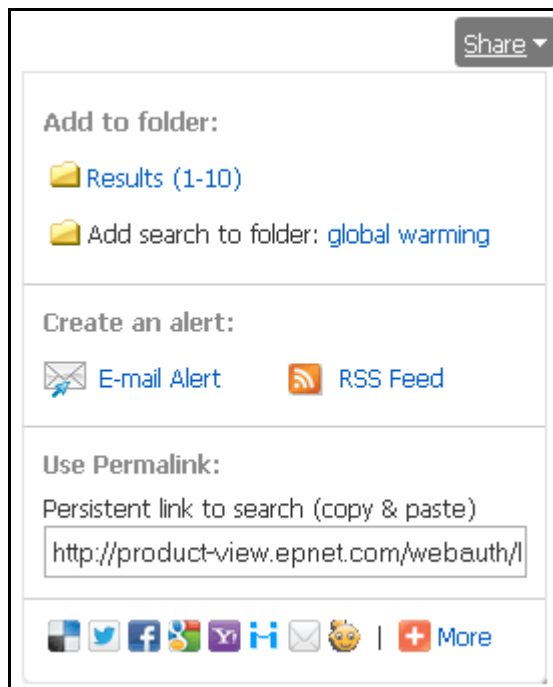 Share
Add to folder:
Results (1-10)
Add search to folder: global warming
Create an alert:
E-mail Alert RSS Feed
Use Permalink:
Persistent link to search (copy & paste)
http://product-view.epnet.com/webauth/l
| More